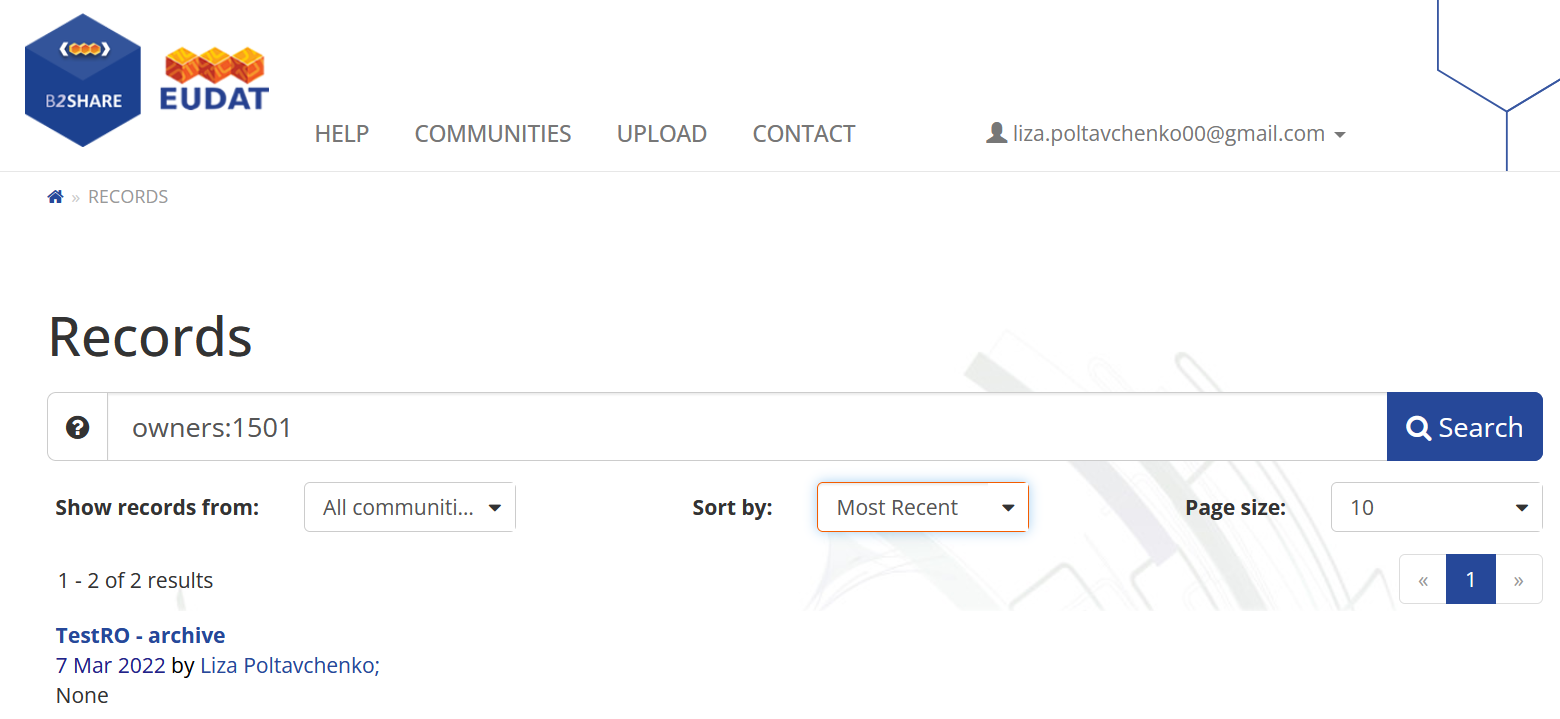 B2SHARE
EUDAT
HELP COMMUNITIES UPLOAD CONTACT liza.poltavchenko00@gmail.com
» RECORDS
Records
owners:1501 Search
Show records from: All communiti... Sort by: Most Recent Page size: 10
1 - 2 of 2 results « 1 »
TestRO - archive
7 Mar 2022 by Liza Poltavchenko;
None